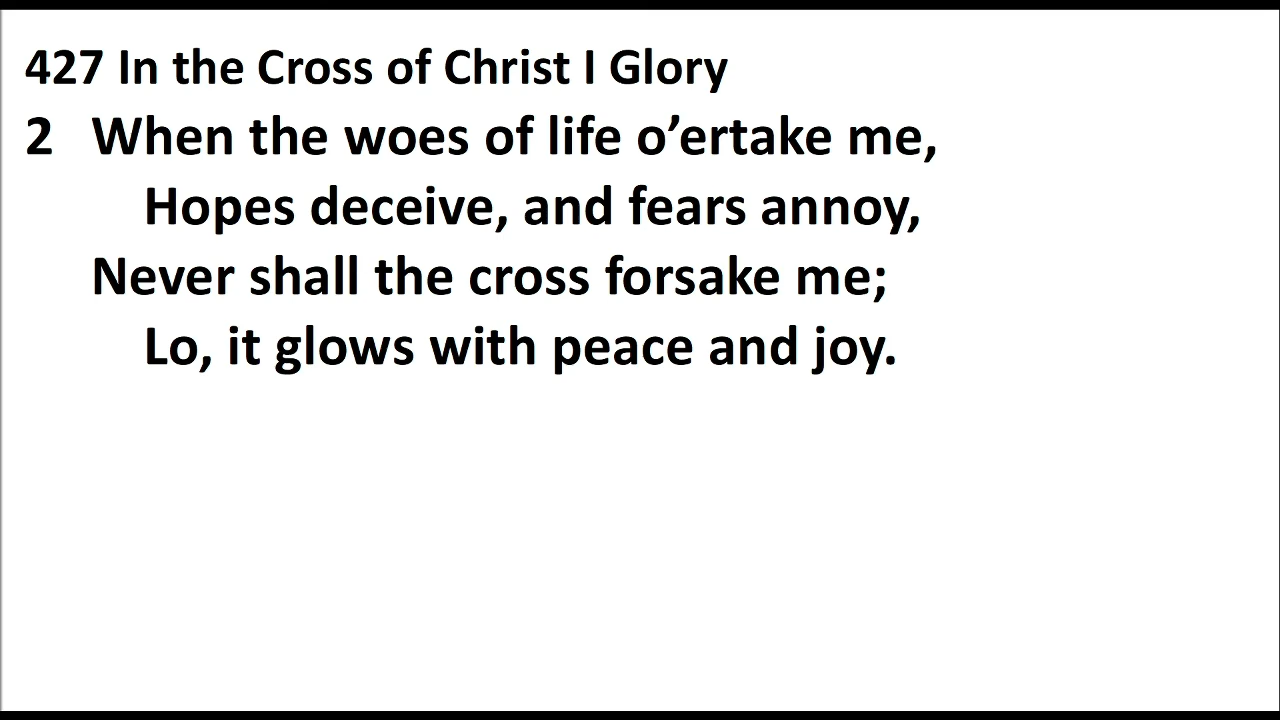 427 In the Cross of Christ I Glory
2 When the woes of life o’ertake me,
Hopes deceive, and fears annoy,
Never shall the cross forsake me;
Lo, it glows with peace and joy.